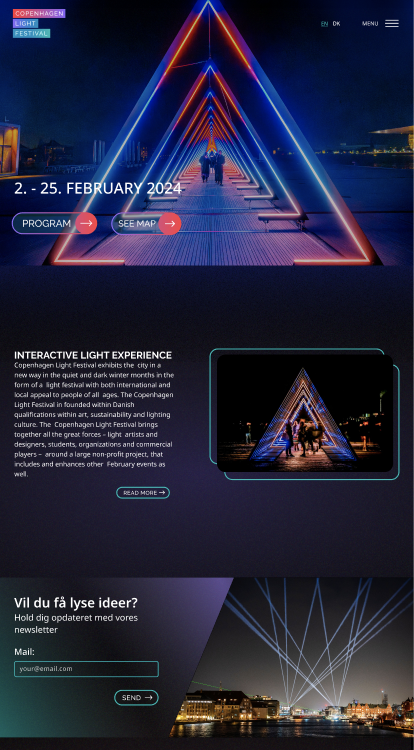 COPENHAGEN
LIGHT
FESTIVAL
EN DK MENU
2. - 25. FEBRUARY 2024
PROGRAM SEE MAP
INTERACTIVE LIGHT EXPERIENCE
Copenhagen Light Festival exhibits the city in a
new way in the quiet and dark winter months in the
form of a light festival with both international and
local appeal to people of all ages. The Copenhagen
Light Festival in founded within Danish
qualifications within art, sustainability and lighting
culture. The Copenhagen Light Festival brings
together all the great forces – light artists and
designers, students, organizations and commercial
players – around a large non-profit project, that
includes and enhances other February events as
well.
READ MORE
Vil du få lyse ideer?
Hold dig opdateret med vores
newsletter
Mail:
your@email.com
SEND